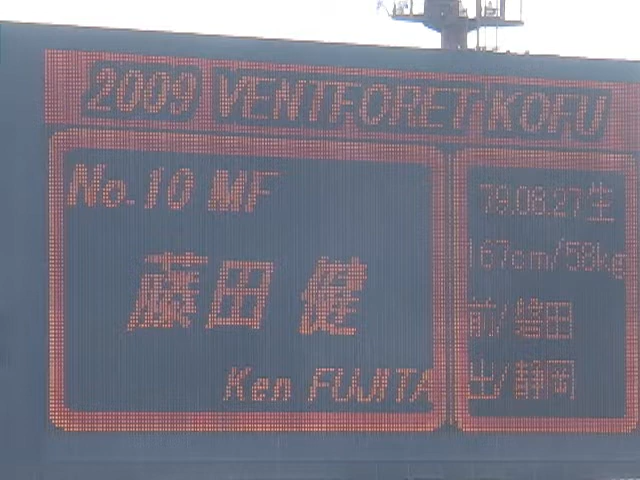 2009 VENTFORET KOFU
No.10 MF
藤田 健
Ken FUJITA
79.08.27生
167cm/58kg
前/磐田
出/静岡